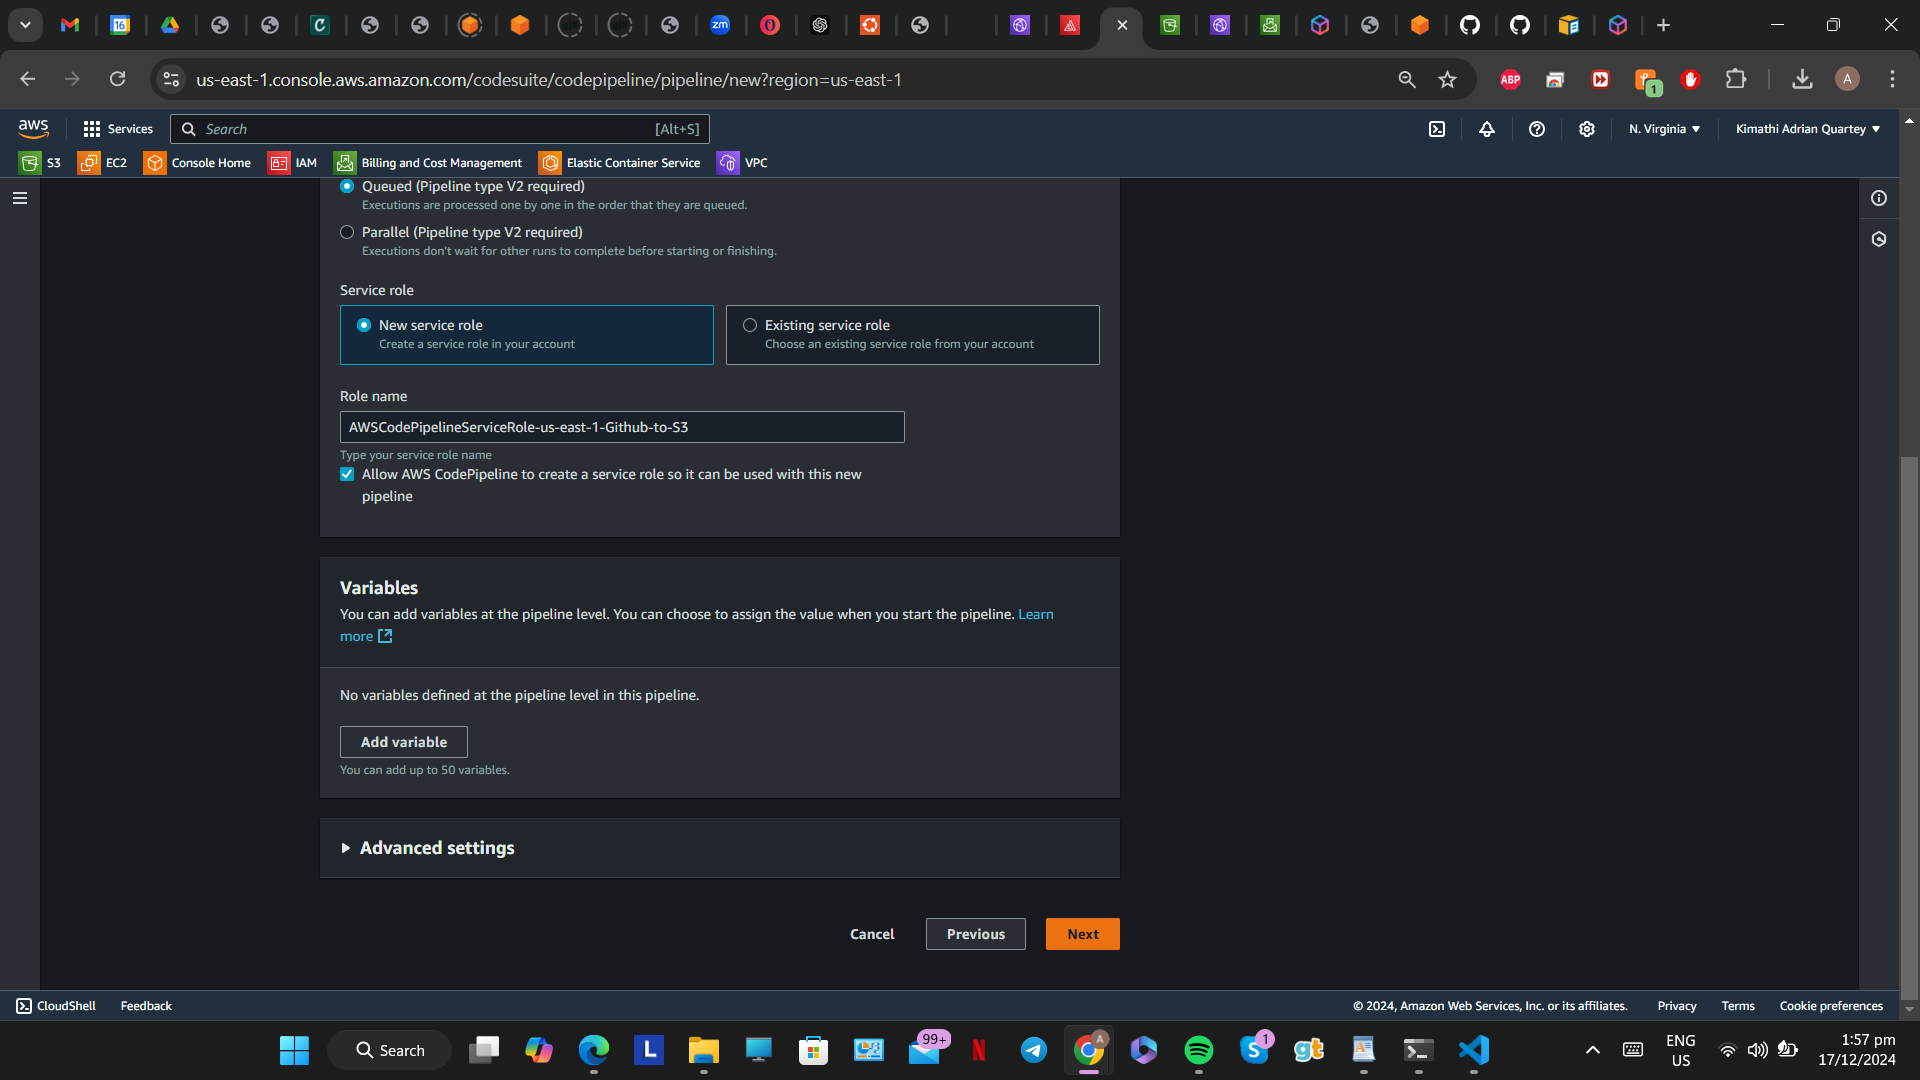 16
C
zm
us-east-1.console.aws.amazon.com/codesuite/codepipeline/pipeline/new?region=us-east-1
ABP
1
A
aws
Services
Search
[Alt+S]
N. Virginia
Kimathi Adrian Quartey
S3
EC2
Console Home
IAM
Billing and Cost Management
Elastic Container Service
VPC
Queued (Pipeline type V2 required)
Executions are processed one by one in the order that they are queued.
Parallel (Pipeline type V2 required)
Executions don't wait for other runs to complete before starting or finishing.
Service role
New service role
Create a service role in your account
Existing service role
Choose an existing service role from your account
Role name
AWSCodePipelineServiceRole-us-east-1-Github-to-S3
Type your service role name
Allow AWS CodePipeline to create a service role so it can be used with this new
pipeline
Variables
You can add variables at the pipeline level. You can choose to assign the value when you start the pipeline. Learn
more
No variables defined at the pipeline level in this pipeline.
Add variable
You can add up to 50 variables.
Advanced settings
Cancel
Previous
Next
CloudShell
Feedback
© 2024, Amazon Web Services, Inc. or its affiliates.
Privacy
Terms
Cookie preferences
Search
L
99+
N
A
S
1
gt
ENG
US
1:57 pm
17/12/2024